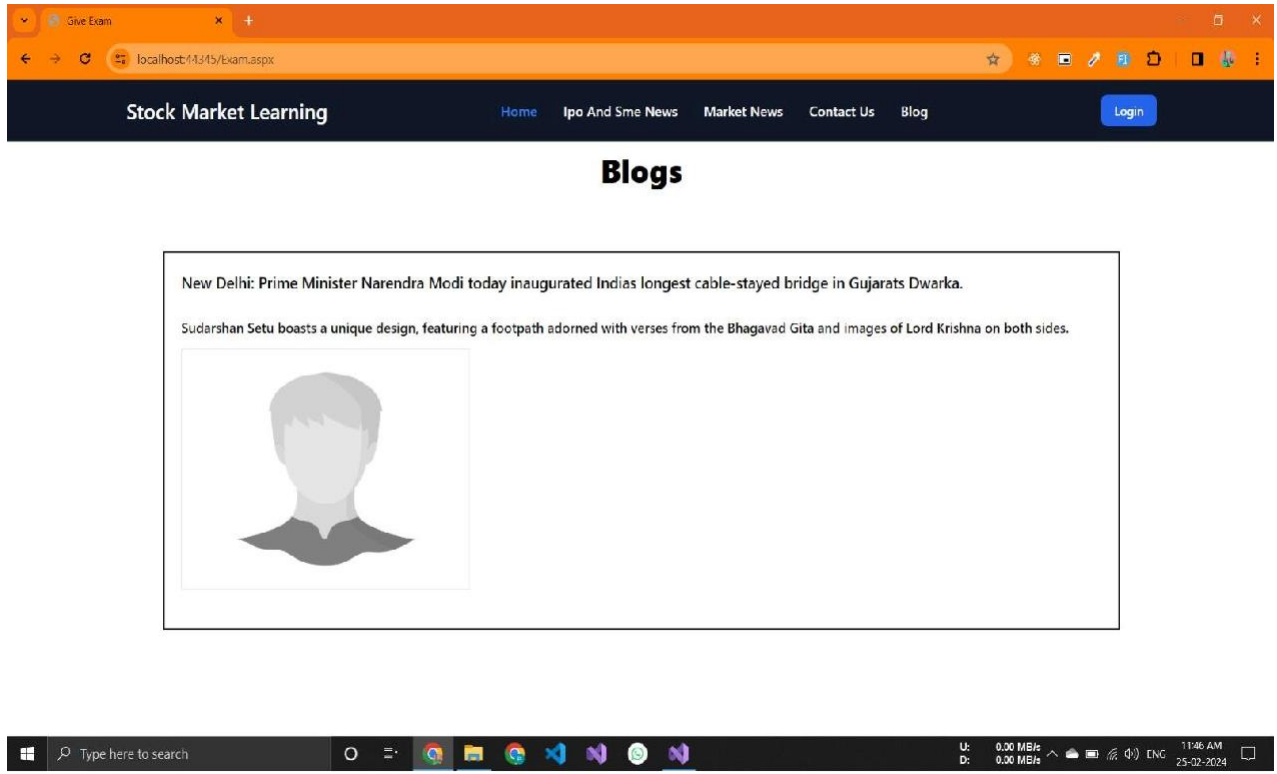 Give Exam
localhost:44345/Exam.aspx
Stock Market Learning
Home Ipo And Sme News Market News Contact Us Blog
Login
Blogs
New Delhi: Prime Minister Narendra Modi today inaugurated Indias longest cable-stayed bridge in Gujarats Dwarka.
Sudarshan Setu boasts a unique design, featuring a footpath adorned with verses from the Bhagavad Gita and images of Lord Krishna on both sides.
Type here to search
U: 0.00 MB/s
D: 0.00 MB/s
ENG
11:46 AM
25-02-2024